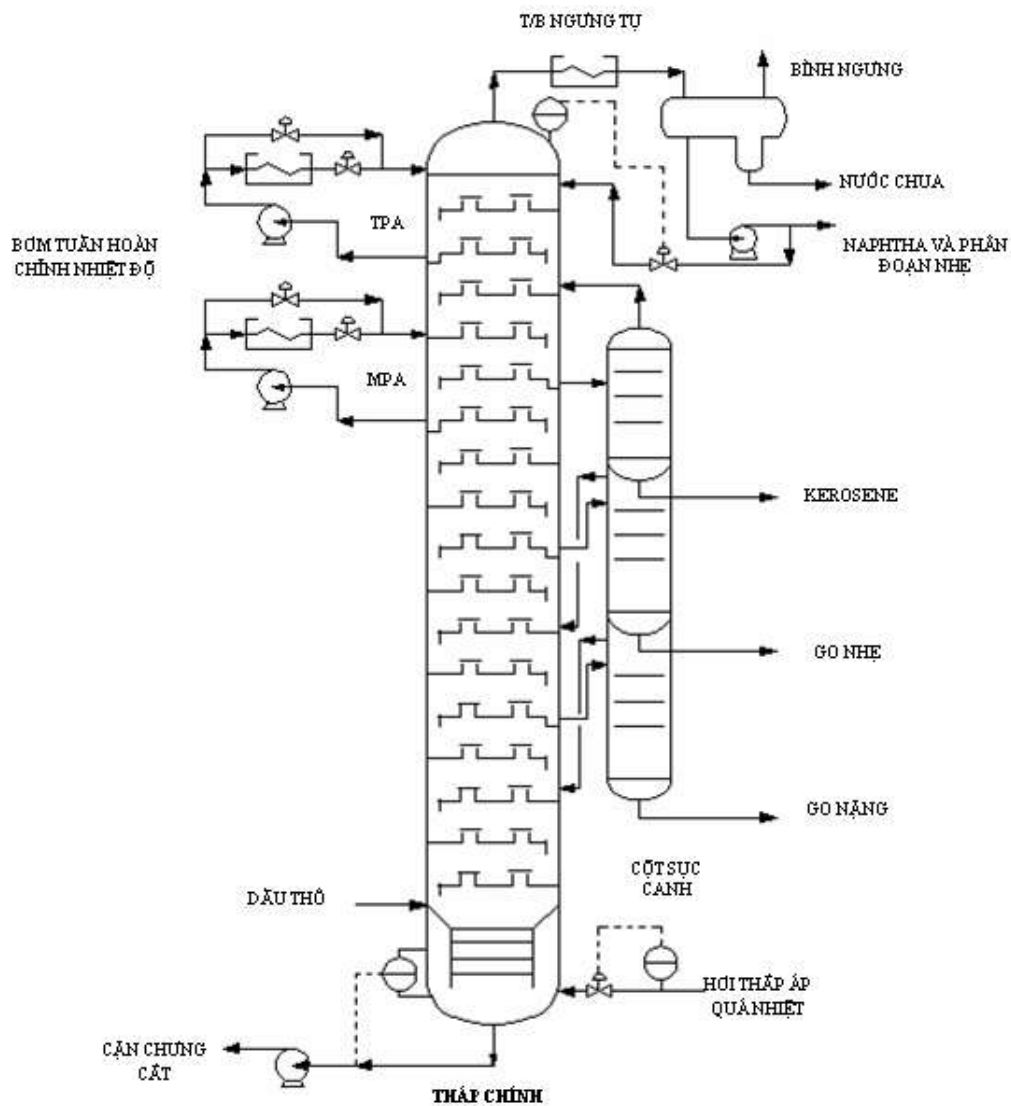 T/B NGƯNG TỤ
BÌNH NGƯNG
NƯỚC CHUA
TPA
BƠM TUẦN HOÀN
CHỈNH NHIỆT ĐỘ
NAPHTHA VÀ PHÂN
ĐOẠN NHẸ
MPA
KEROSENE
GO NHẸ
GO NẶNG
CỘT SỤC
CẠNH
DẦU THÔ
HƠI THẤP ÁP
QUÁ NHIỆT
CẶN CHƯNG
CẤT
THÁP CHÍNH